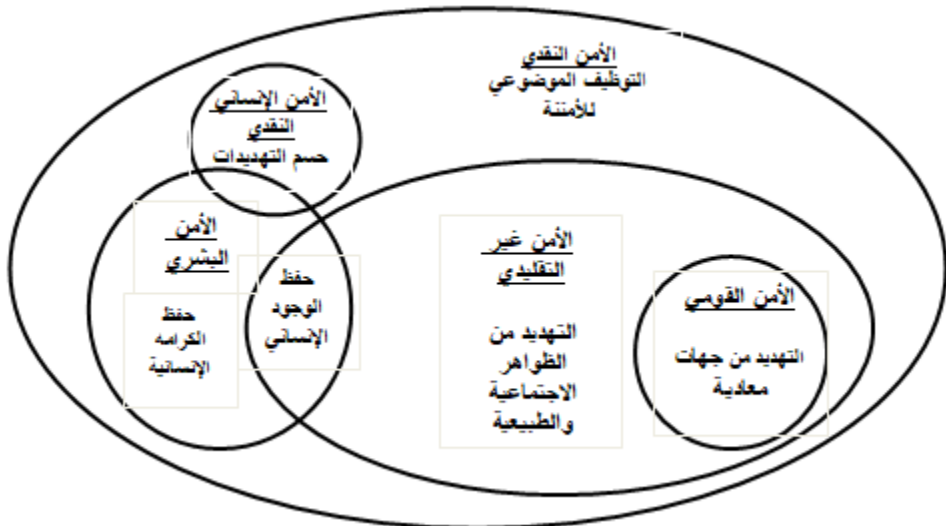 الأمن النقدي
التوظيف الموضوعي
للأمننة
الأمن الإنساني
النقدي
حسم التهديدات
الأمن
البشري
حفظ
الكرامه
الإنسانية
حفظ
الوجود
الإنساني
الأمن غير
التقليدي
التهديد من
الظواهر
الاجتماعية
والطبيعية
الأمن القومي
التهديد من جهات
معادية